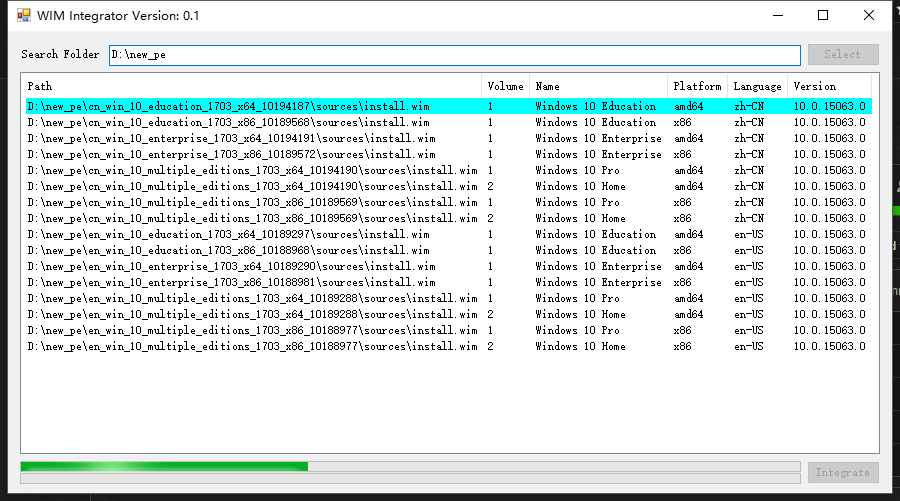 WIM Integrator Version: 0.1
Search Folder D:\new_pe Select
Path Volume Name Platform Language Version
D:\new_pe\cn_win_10_education_1703_x64_10194187\sources\install.wim 1 Windows 10 Education amd64 zh-CN 10.0.15063.0
D:\new_pe\cn_win_10_education_1703_x86_10189568\sources\install.wim 1 Windows 10 Education x86 zh-CN 10.0.15063.0
D:\new_pe\cn_win_10_enterprise_1703_x64_10194191\sources\install.wim 1 Windows 10 Enterprise amd64 zh-CN 10.0.15063.0
D:\new_pe\cn_win_10_enterprise_1703_x86_10189572\sources\install.wim 1 Windows 10 Enterprise x86 zh-CN 10.0.15063.0
D:\new_pe\cn_win_10_multiple_editions_1703_x64_10194190\sources\install.wim 1 Windows 10 Pro amd64 zh-CN 10.0.15063.0
D:\new_pe\cn_win_10_multiple_editions_1703_x64_10194190\sources\install.wim 2 Windows 10 Home amd64 zh-CN 10.0.15063.0
D:\new_pe\cn_win_10_multiple_editions_1703_x86_10189569\sources\install.wim 1 Windows 10 Pro x86 zh-CN 10.0.15063.0
D:\new_pe\cn_win_10_multiple_editions_1703_x86_10189569\sources\install.wim 2 Windows 10 Home x86 zh-CN 10.0.15063.0
D:\new_pe\en_win_10_education_1703_x64_10189297\sources\install.wim 1 Windows 10 Education amd64 en-US 10.0.15063.0
D:\new_pe\en_win_10_education_1703_x86_10188968\sources\install.wim 1 Windows 10 Education x86 en-US 10.0.15063.0
D:\new_pe\en_win_10_enterprise_1703_x64_10189290\sources\install.wim 1 Windows 10 Enterprise amd64 en-US 10.0.15063.0
D:\new_pe\en_win_10_enterprise_1703_x86_10188981\sources\install.wim 1 Windows 10 Enterprise x86 en-US 10.0.15063.0
D:\new_pe\en_win_10_multiple_editions_1703_x64_10189288\sources\install.wim 1 Windows 10 Pro amd64 en-US 10.0.15063.0
D:\new_pe\en_win_10_multiple_editions_1703_x64_10189288\sources\install.wim 2 Windows 10 Home amd64 en-US 10.0.15063.0
D:\new_pe\en_win_10_multiple_editions_1703_x86_10188977\sources\install.wim 1 Windows 10 Pro x86 en-US 10.0.15063.0
D:\new_pe\en_win_10_multiple_editions_1703_x86_10188977\sources\install.wim 2 Windows 10 Home x86 en-US 10.0.15063.0
Integrate